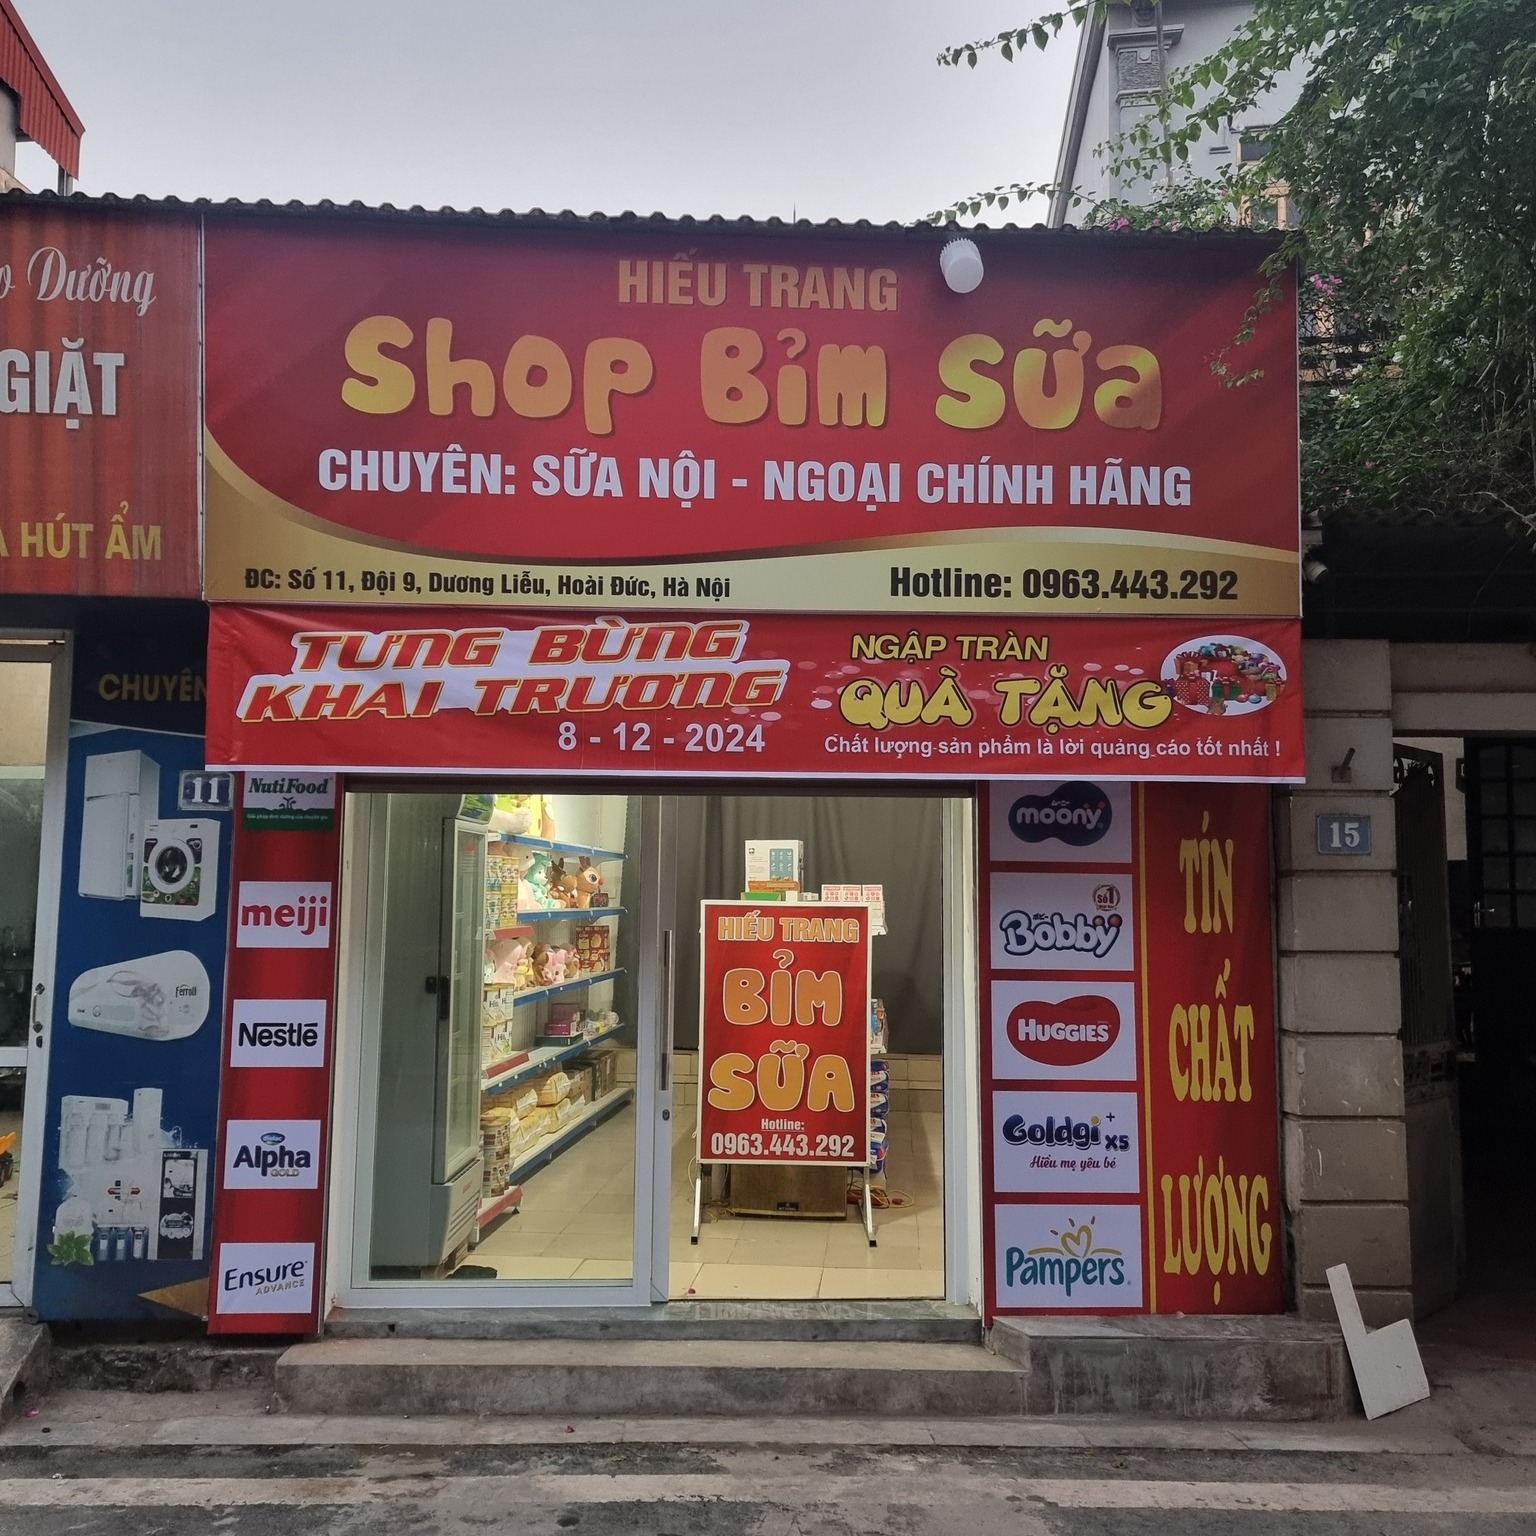 HIẾU TRANG
Shop Bỉm Sữa
CHUYÊN: SỮA NỘI - NGOẠI CHÍNH HÃNG
ĐC: Số 11, Đội 9, Dương Liễu, Hoài Đức, Hà Nội
Hotline: 0963.443.292
TƯNG BỪNG
KHAI TRƯƠNG
8 - 12 - 2024
NGẬP TRÀN
QUÀ TẶNG
Chất lượng sản phẩm là lời quảng cáo tốt nhất !
Dưỡng
GIẶT
HÚT ẨM
CHUYÊN
11
Ferroli
NutiFood
meiji
Nestlé
Alpha
GOLD
Ensure
ADVANCE
HIẾU TRANG
BỈM
SỮA
Hotline:
0963.443.292
moony
Số 1
Bobby
HUGGIES
Goldgi+ x5
Hiểu mẹ yêu bé
Pampers
TÍN
CHẤT
LƯỢNG
15